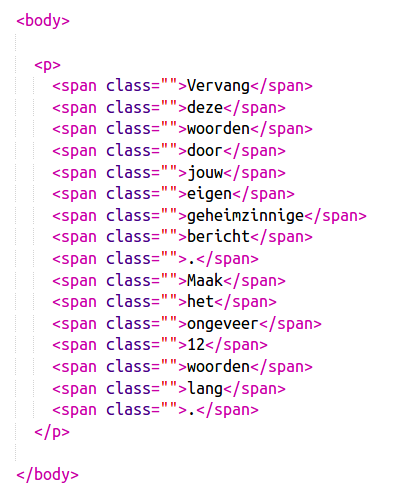 <body>
<p>
<span class="">Vervang</span>
<span class="">deze</span>
<span class="">woorden</span>
<span class="">door</span>
<span class="">jouw</span>
<span class="">eigen</span>
<span class="">geheimzinnige</span>
<span class="">bericht</span>
<span class="">.</span>
<span class="">Maak</span>
<span class="">het</span>
<span class="">ongeveer</span>
<span class="">12</span>
<span class="">woorden</span>
<span class="">lang</span>
<span class="">.</span>
</p>
</body>